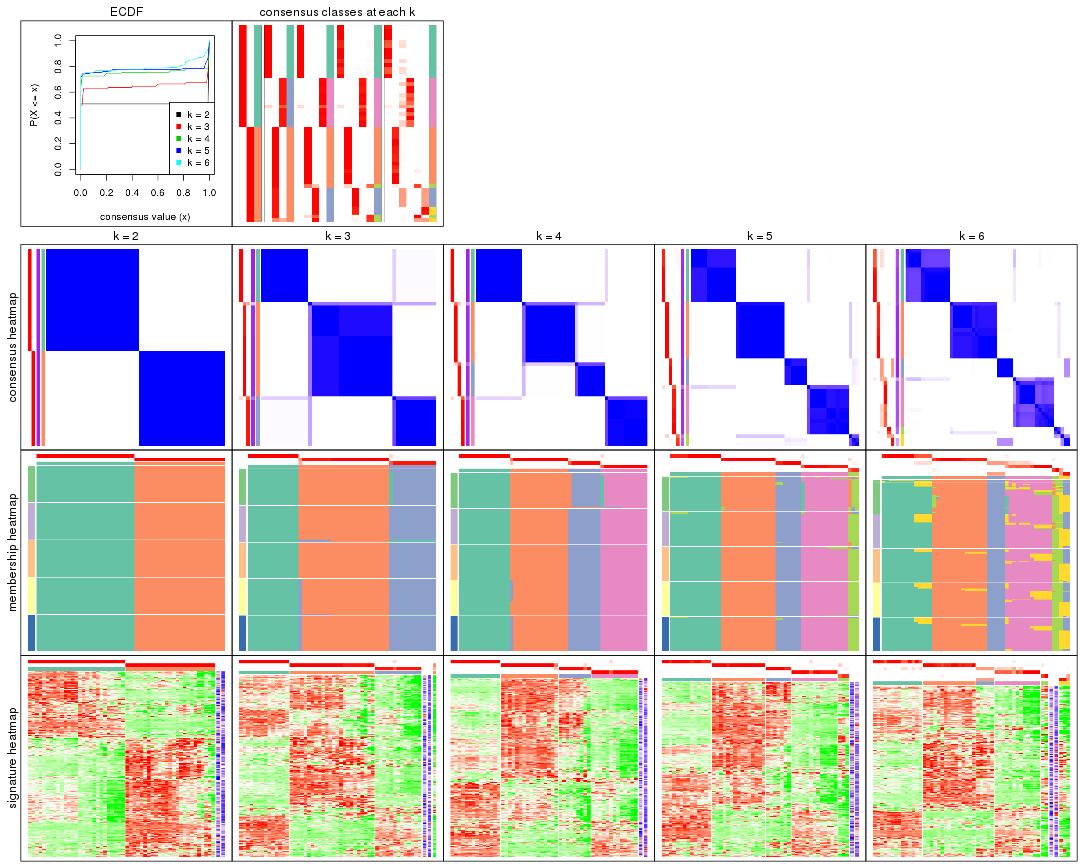 ECDF
consensus classes at each k
P(X <= x)
0.0 0.2 0.4 0.6 0.8 1.0
k = 2
k = 3
k = 4
k = 5
k = 6
0.0 0.2 0.4 0.6 0.8 1.0
consensus value (x)
k = 2
k = 3
k = 4
k = 5
k = 6
consensus heatmap
membership heatmap
signature heatmap